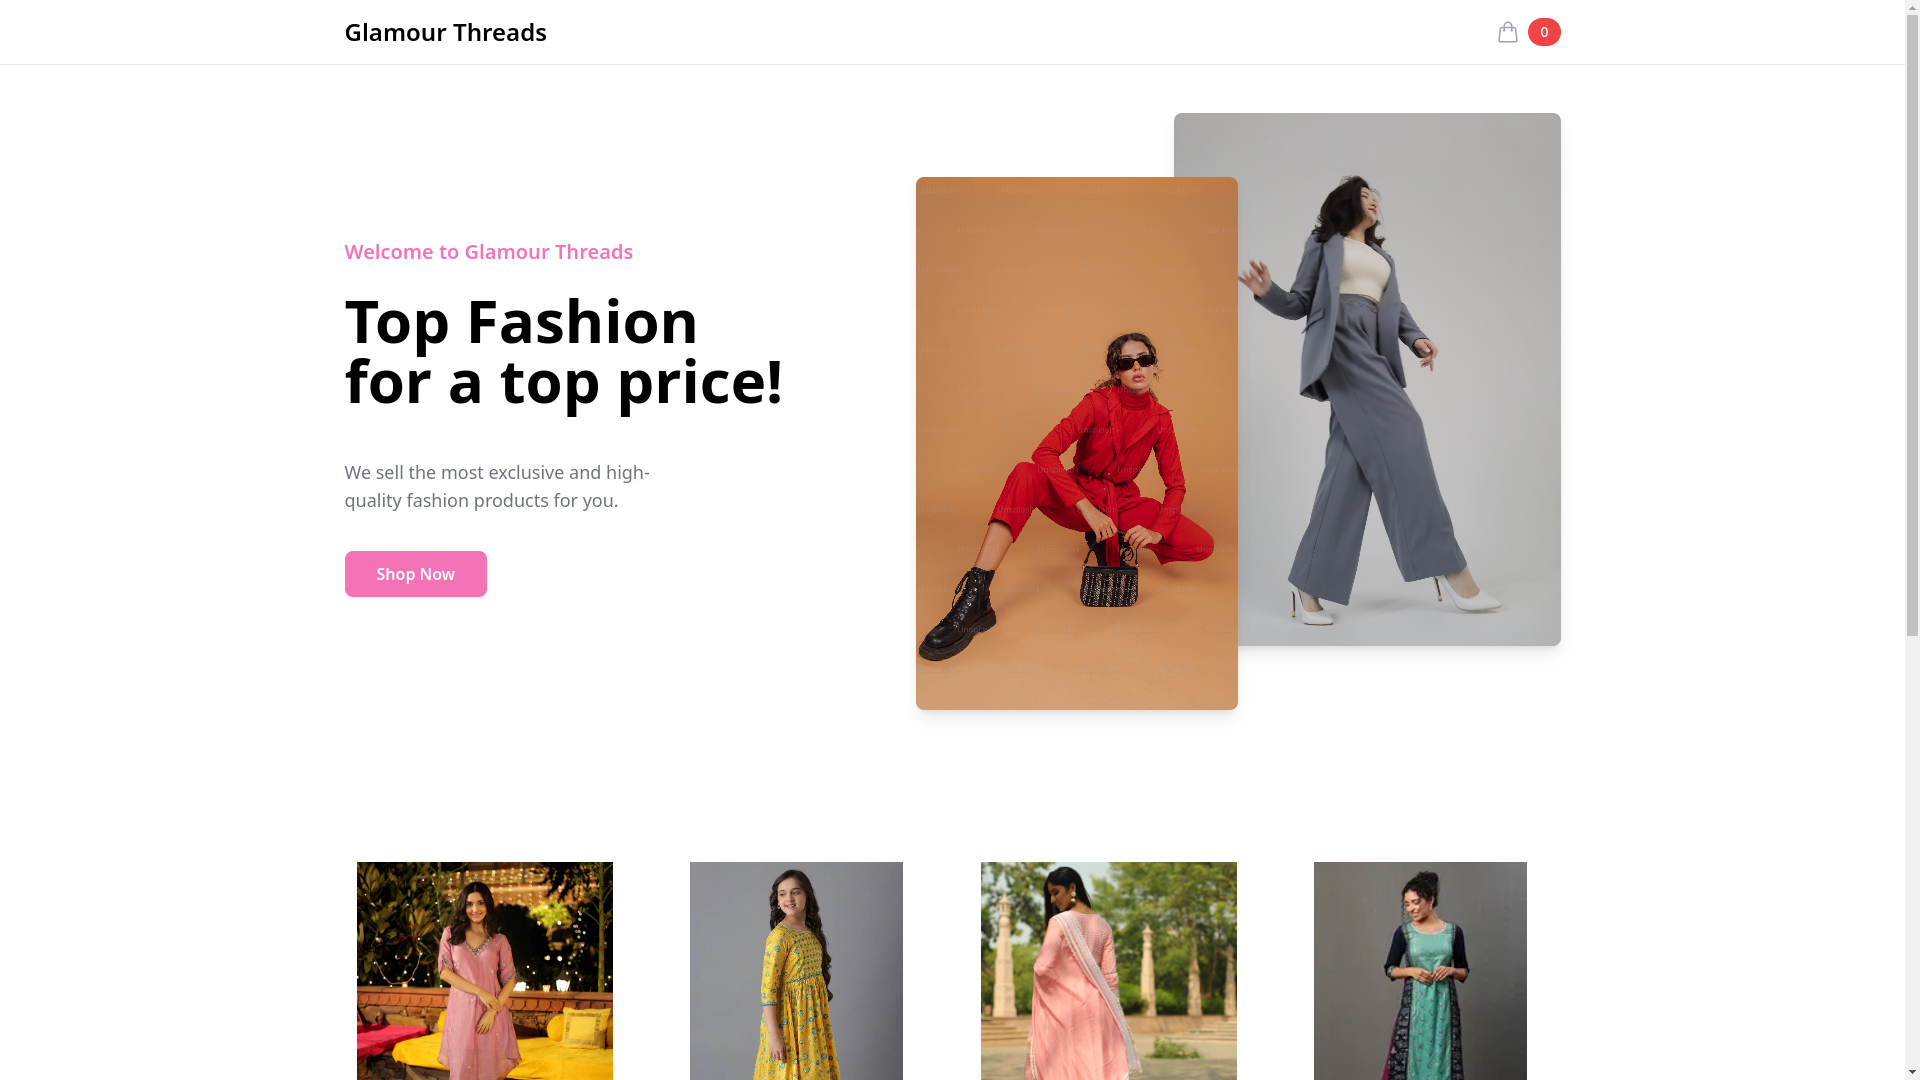 Glamour Threads
0
Welcome to Glamour Threads
Top Fashion
for a top price!
We sell the most exclusive and high-
quality fashion products for you.
Shop Now